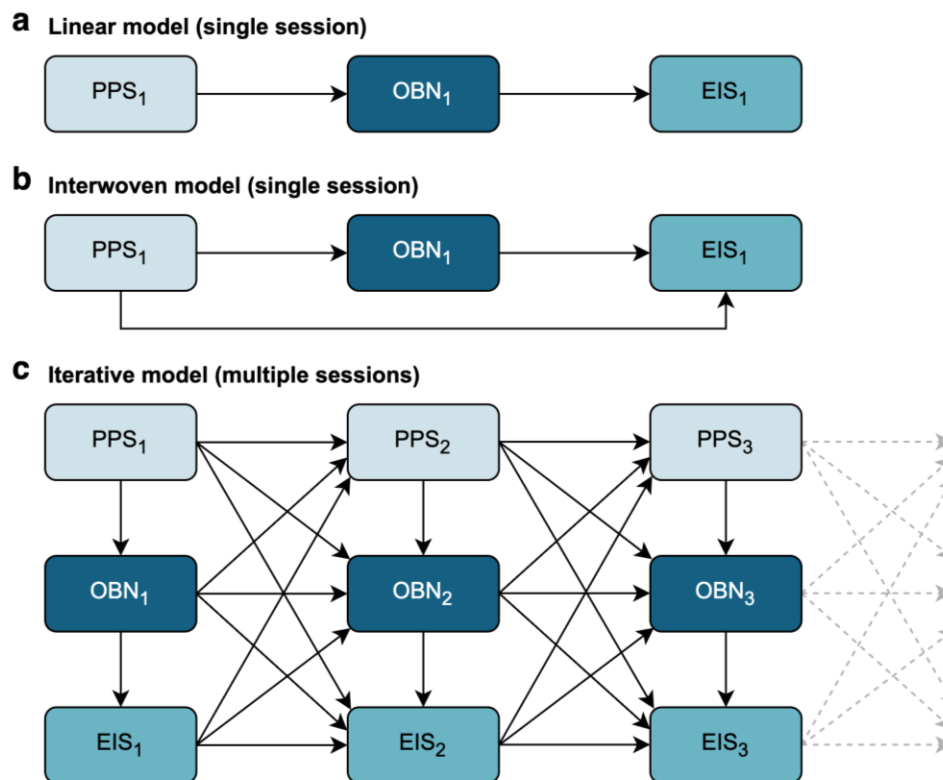 a Linear model (single session)
PPS₁ OBN₁ EIS₁
b Interwoven model (single session)
PPS₁ OBN₁ EIS₁
c Iterative model (multiple sessions)
PPS₁ PPS₂ PPS₃
OBN₁ OBN₂ OBN₃
EIS₁ EIS₂ EIS₃